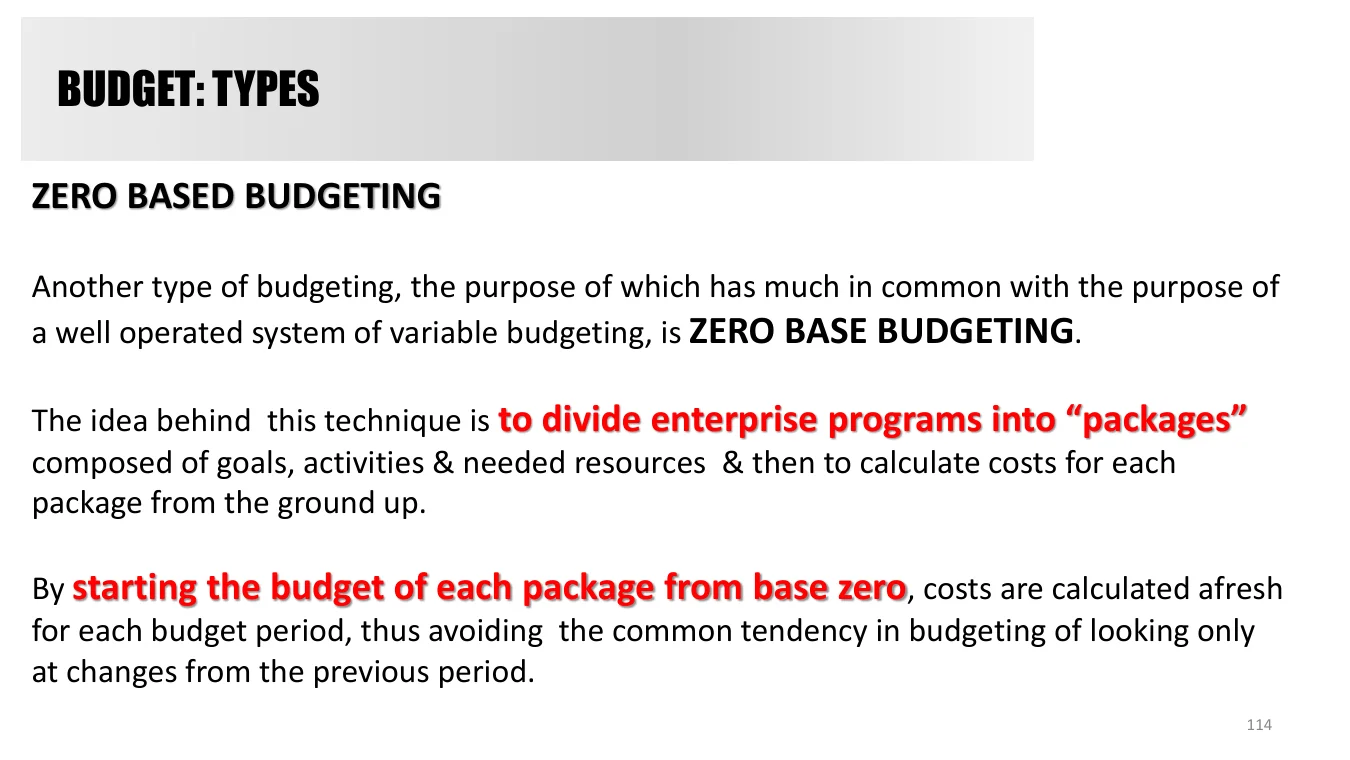 BUDGET: TYPES
ZERO BASED BUDGETING
Another type of budgeting, the purpose of which has much in common with the purpose of
a well operated system of variable budgeting, is ZERO BASE BUDGETING.
The idea behind  this technique is to divide enterprise programs into “packages”
composed of goals, activities & needed resources  & then to calculate costs for each
package from the ground up.
By starting the budget of each package from base zero, costs are calculated afresh
for each budget period, thus avoiding  the common tendency in budgeting of looking only
at changes from the previous period.
114